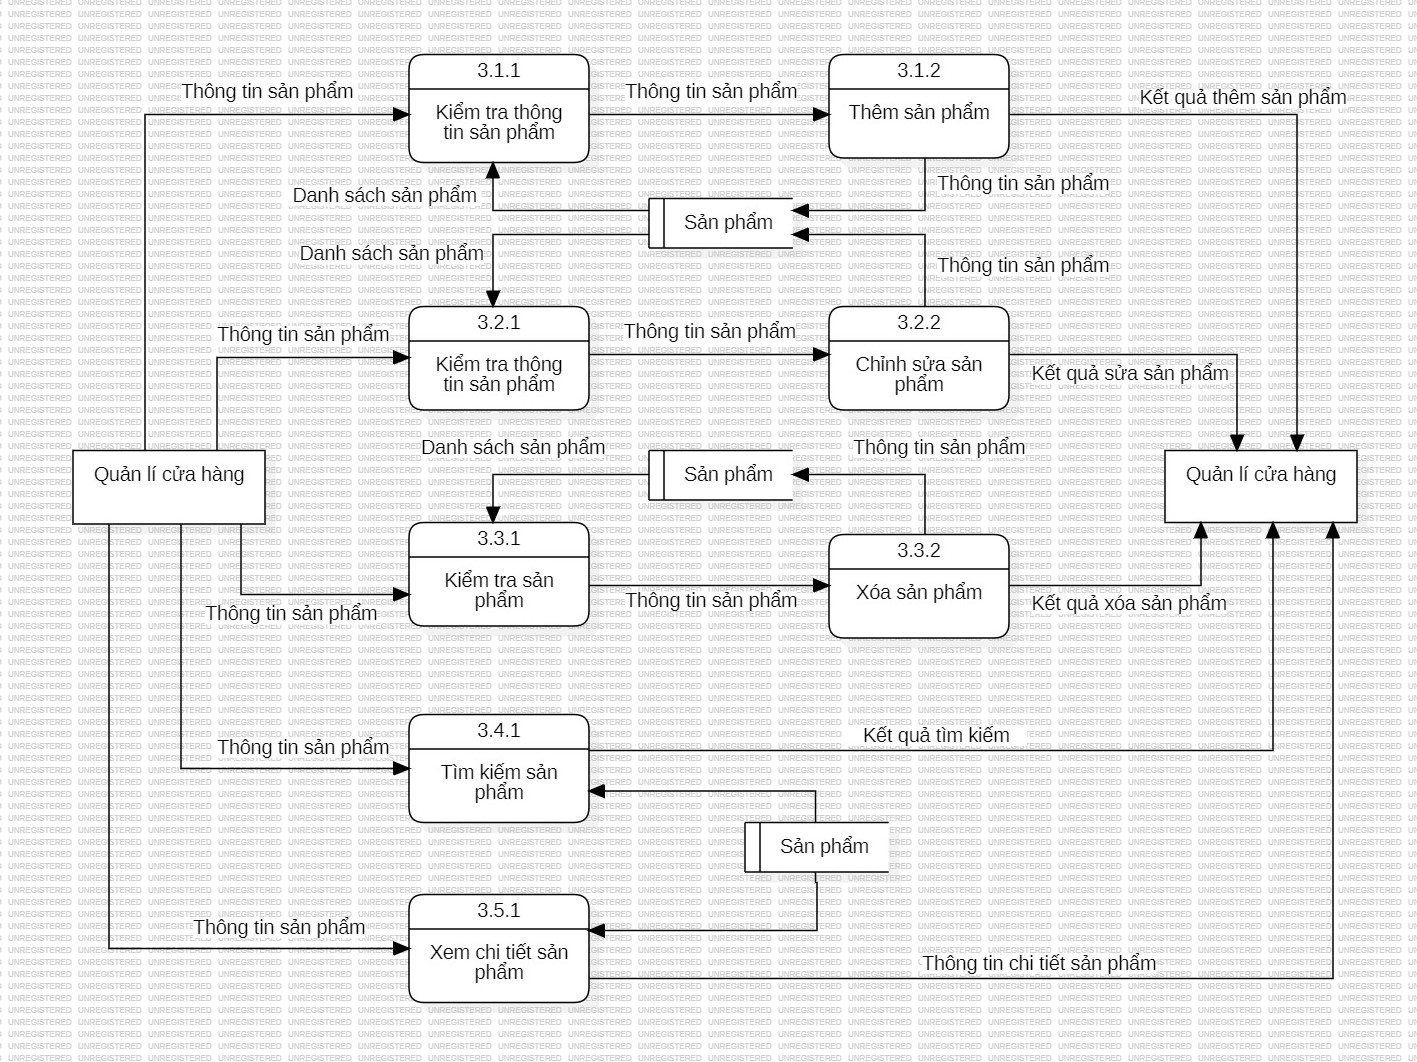 3.1.1
Kiểm tra thông
tin sản phẩm
3.1.2
Thêm sản phẩm
Thông tin sản phẩm
Thông tin sản phẩm
Kết quả thêm sản phẩm
Danh sách sản phẩm
Sản phẩm
Thông tin sản phẩm
Danh sách sản phẩm
Thông tin sản phẩm
3.2.1
Kiểm tra thông
tin sản phẩm
3.2.2
Chỉnh sửa sản
phẩm
Thông tin sản phẩm
Thông tin sản phẩm
Kết quả sửa sản phẩm
Danh sách sản phẩm
Sản phẩm
Thông tin sản phẩm
Quản lí cửa hàng
Quản lí cửa hàng
3.3.1
Kiểm tra sản
phẩm
3.3.2
Xóa sản phẩm
Thông tin sản phẩm
Thông tin sản phẩm
Kết quả xóa sản phẩm
3.4.1
Tìm kiếm sản
phẩm
Thông tin sản phẩm
Kết quả tìm kiếm
Sản phẩm
3.5.1
Xem chi tiết sản
phẩm
Thông tin sản phẩm
Thông tin chi tiết sản phẩm
UNREGISTERED